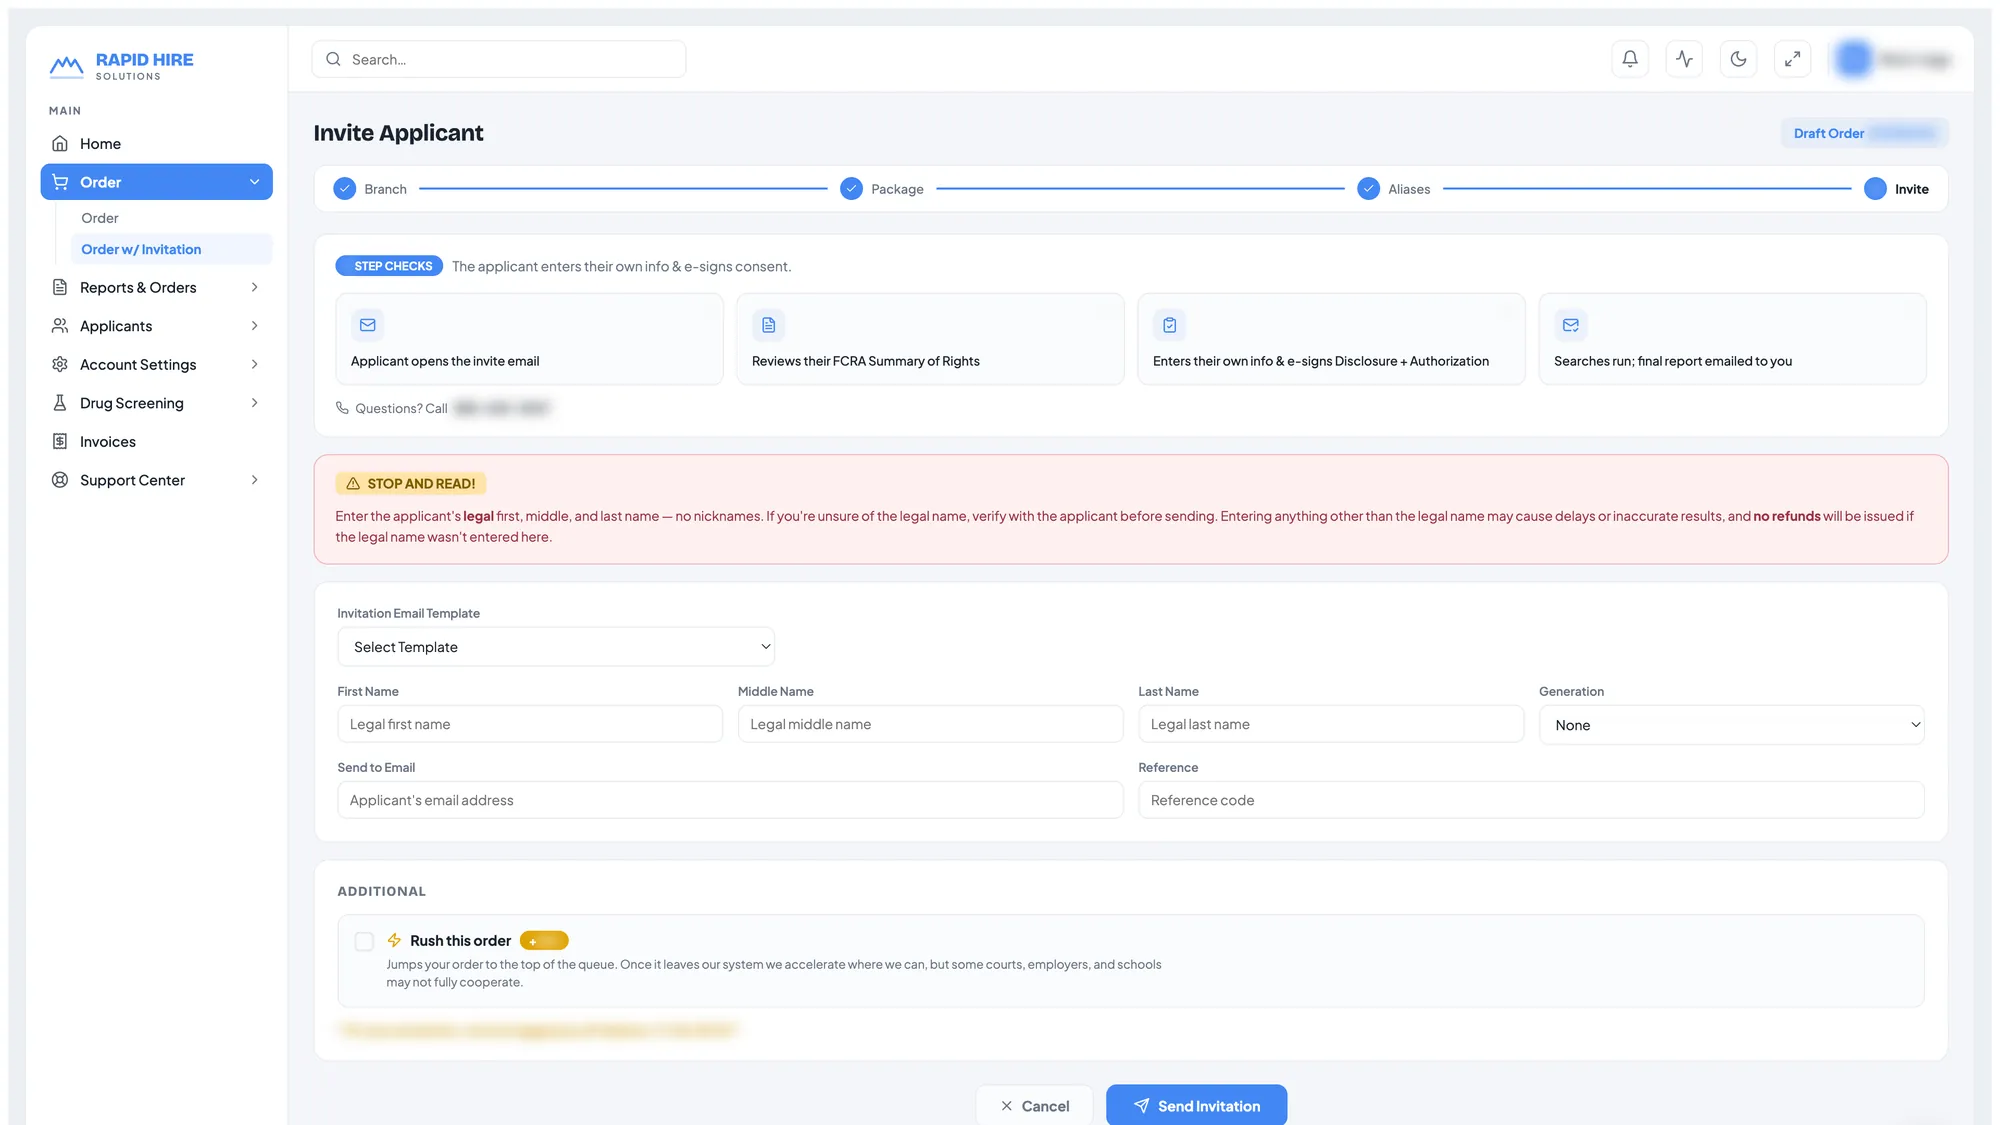 RAPID HIRE
SOLUTIONS
MAIN
Home
Order
Order
Order w/ Invitation
Reports & Orders
Applicants
Account Settings
Drug Screening
Invoices
Support Center
Search...
Invite Applicant
Draft Order
Branch
Package
Aliases
Invite
STEP CHECKS
The applicant enters their own info & e-signs consent.
Applicant opens the invite email
Reviews their FCRA Summary of Rights
Enters their own info & e-signs Disclosure + Authorization
Searches run; final report emailed to you
Questions? Call
STOP AND READ!
Enter the applicant's legal first, middle, and last name — no nicknames. If you're unsure of the legal name, verify with the applicant before sending. Entering anything other than the legal name may cause delays or inaccurate results, and no refunds will be issued if
the legal name wasn't entered here.
Invitation Email Template
Select Template
First Name
Middle Name
Last Name
Generation
Legal first name
Legal middle name
Legal last name
None
Send to Email
Reference
Applicant's email address
Reference code
ADDITIONAL
Rush this order
+
Jumps your order to the top of the queue. Once it leaves our system we accelerate where we can, but some courts, employers, and schools
may not fully cooperate.
Cancel
Send Invitation